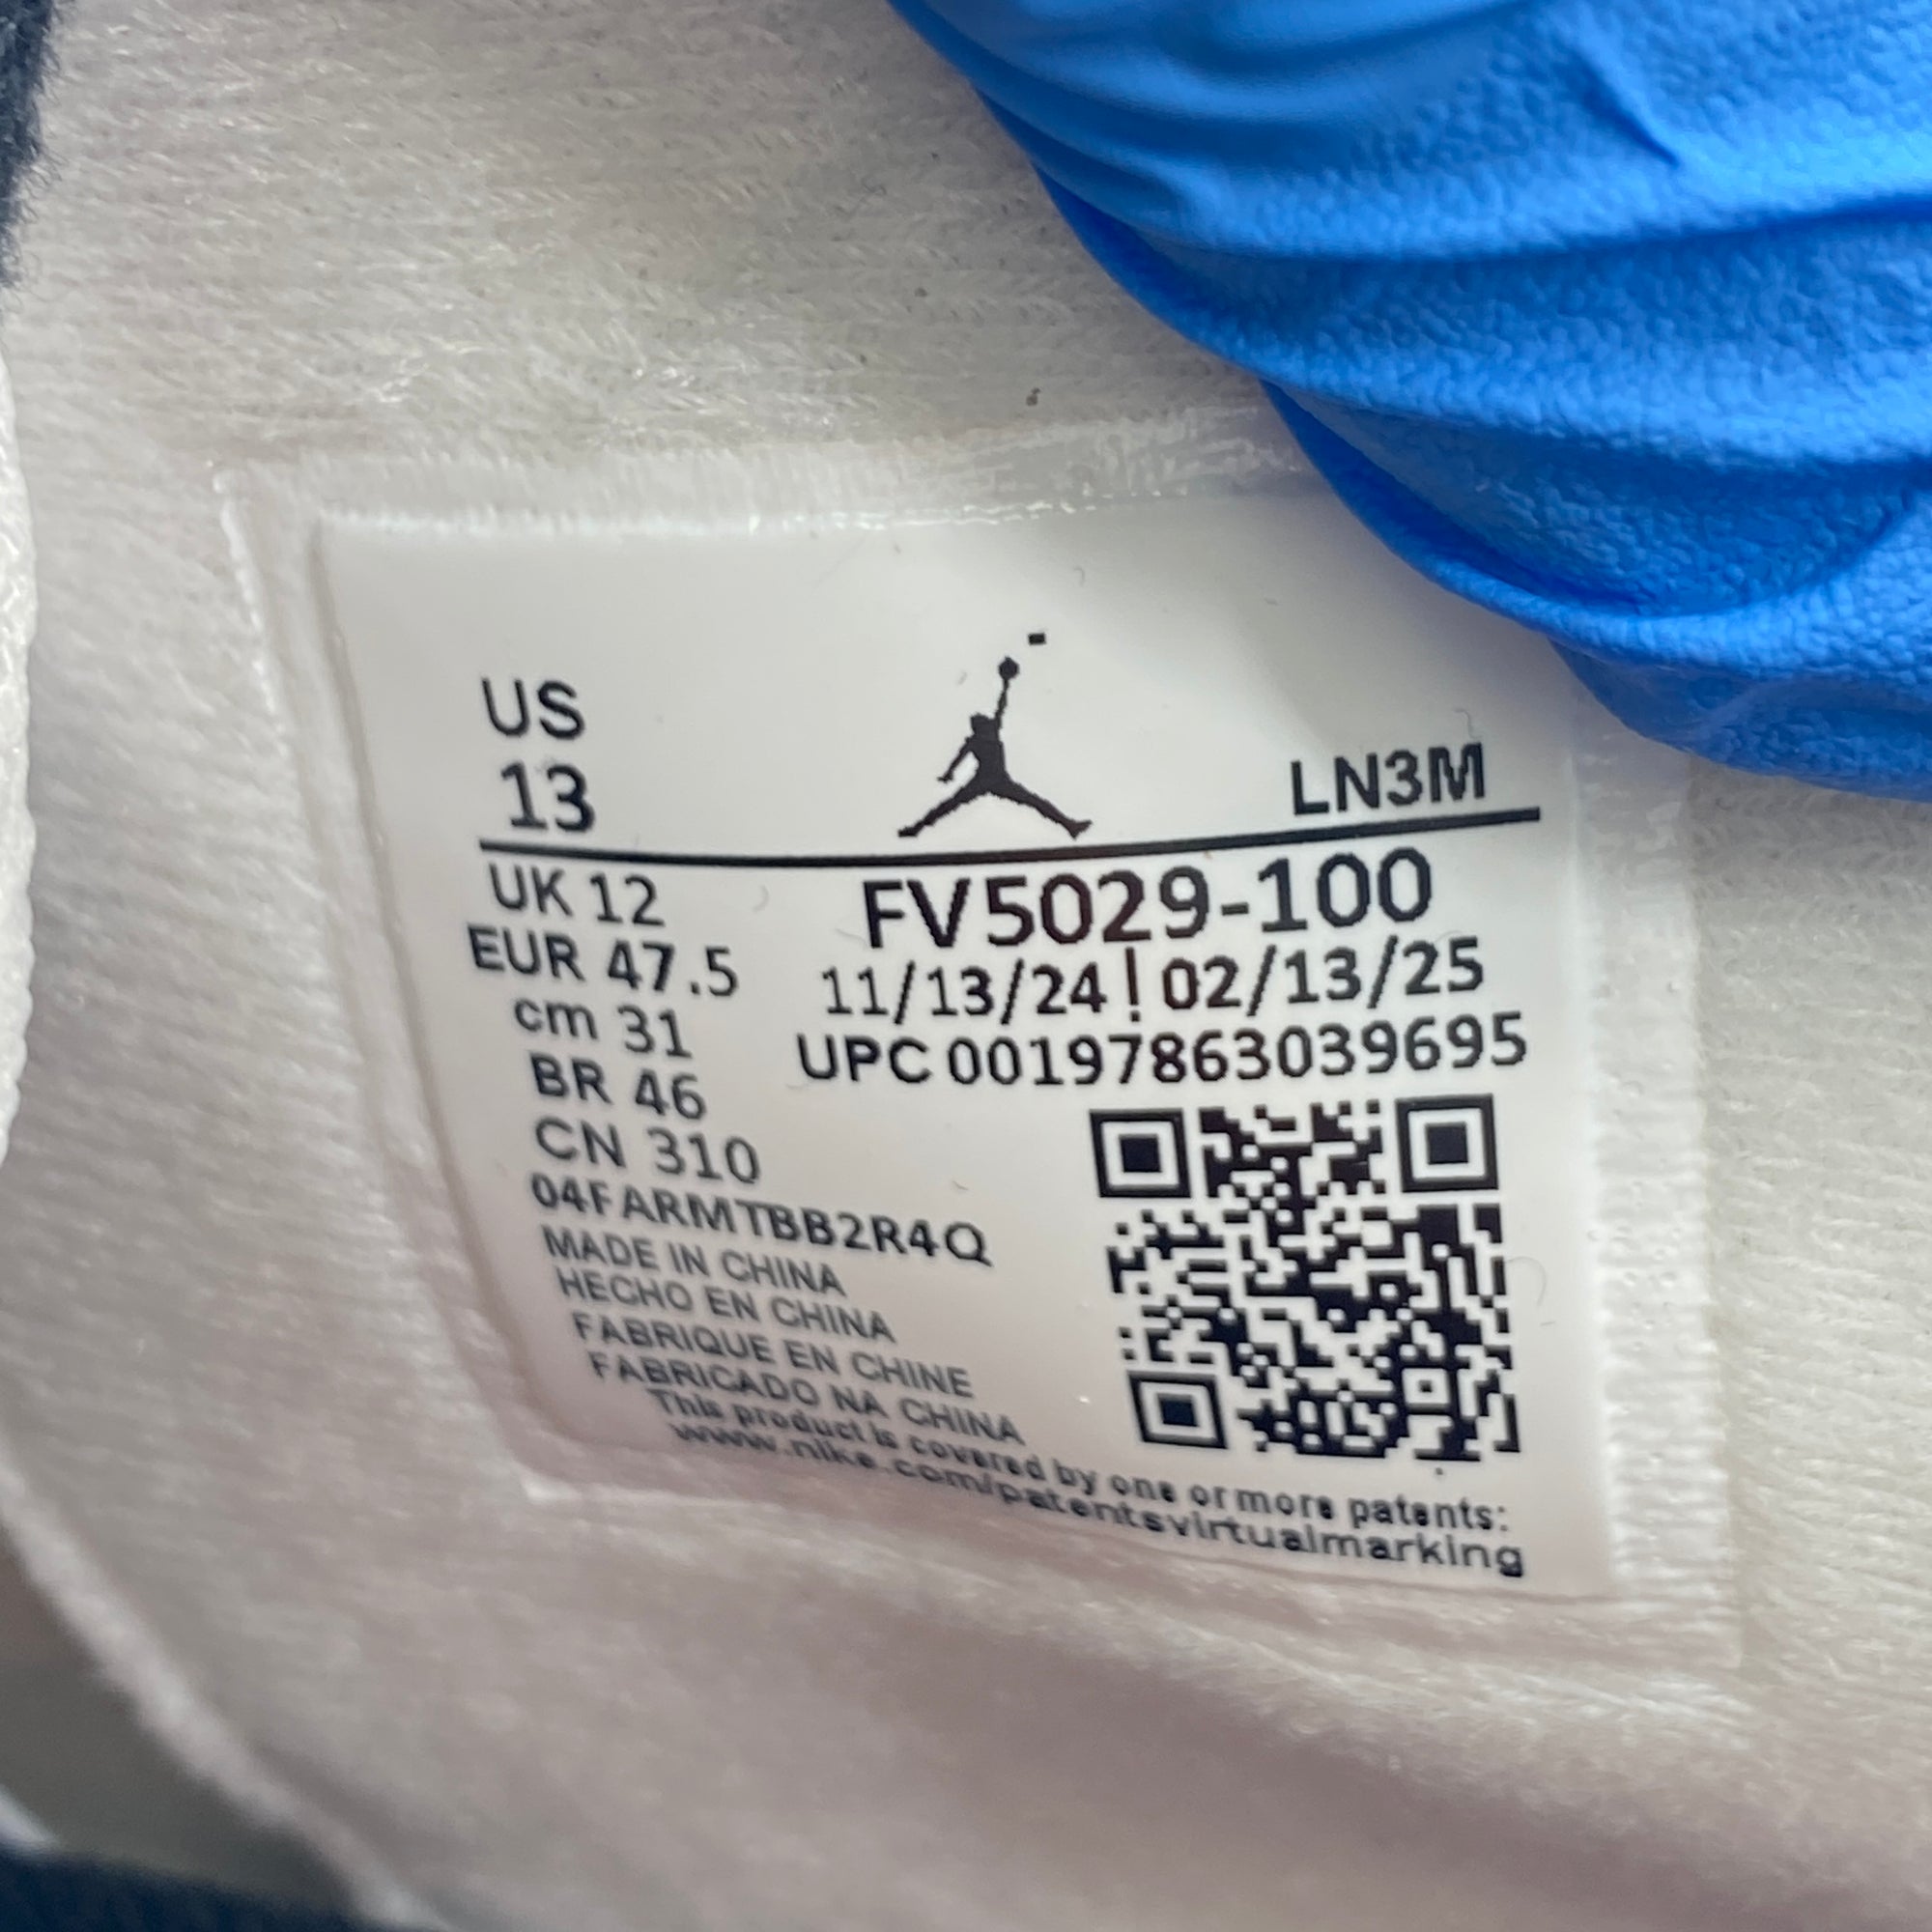 US
13
LN3M
UK 12
EUR 47.5
cm 31
BR 46
CN 310
FV5029-100
11/13/24 | 02/13/25
UPC 00197863039695
04FARMTBB2R4Q
MADE IN CHINA
HECHO EN CHINA
FABRIQUE EN CHINE
FABRICADO NA CHINA
This product is covered by one or more patents:
www.nike.com/patentsvirtualmarking